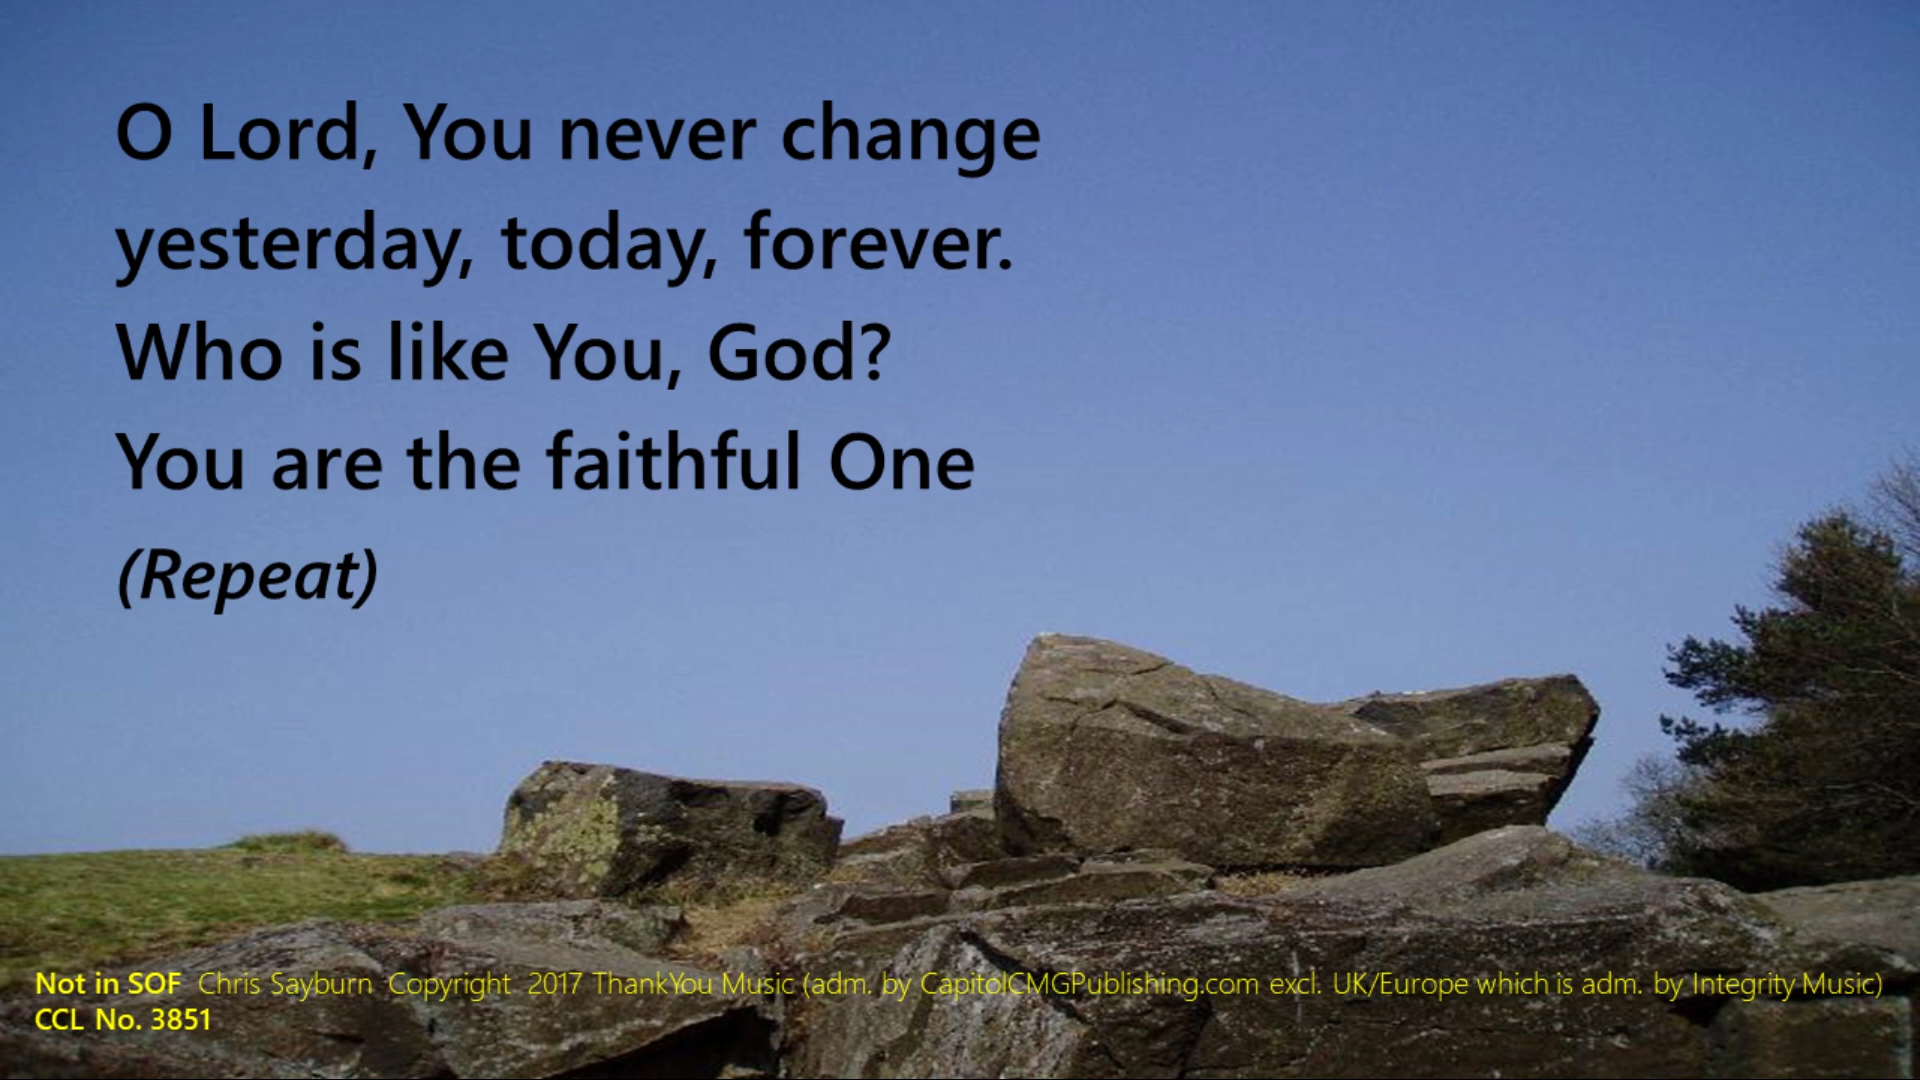 O Lord, You never change
yesterday, today, forever.
Who is like You, God?
You are the faithful One
(Repeat)
Not in SOF  Chris Sayburn  Copyright  2017 ThankYou Music (adm. by CapitolCMGPublishing.com excl. UK/Europe which is adm. by Integrity Music)
CCL No. 3851